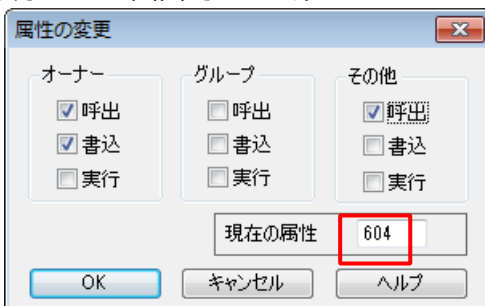 属性の変更
オーナー グループ その他
呼出 呼出 呼出
書込 書込 書込
実行 実行 実行
現在の属性 604
OK キャンセル ヘルプ